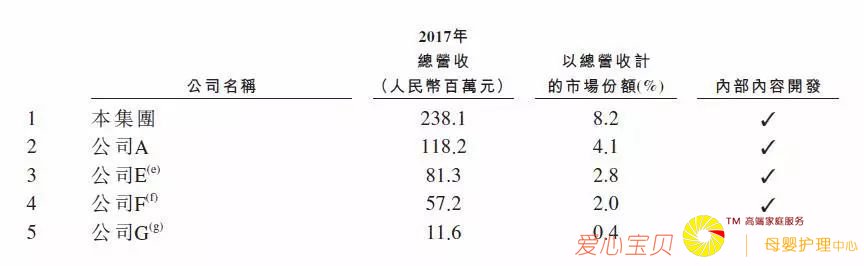 2017年
總營收 以總營收計
公司名稱 (人民幣百萬元) 的市場份額(%) 內部內容開發
1 本集團 238.1 8.2 ✓
2 公司A 118.2 4.1 ✓
3 公司E(e) 81.3 2.8 ✓
4 公司F(f) 57.2 2.0 ✓
5 公司G(g) 11.6 0.4
爱心宝贝 TM 高端家庭服务
母婴护理中心